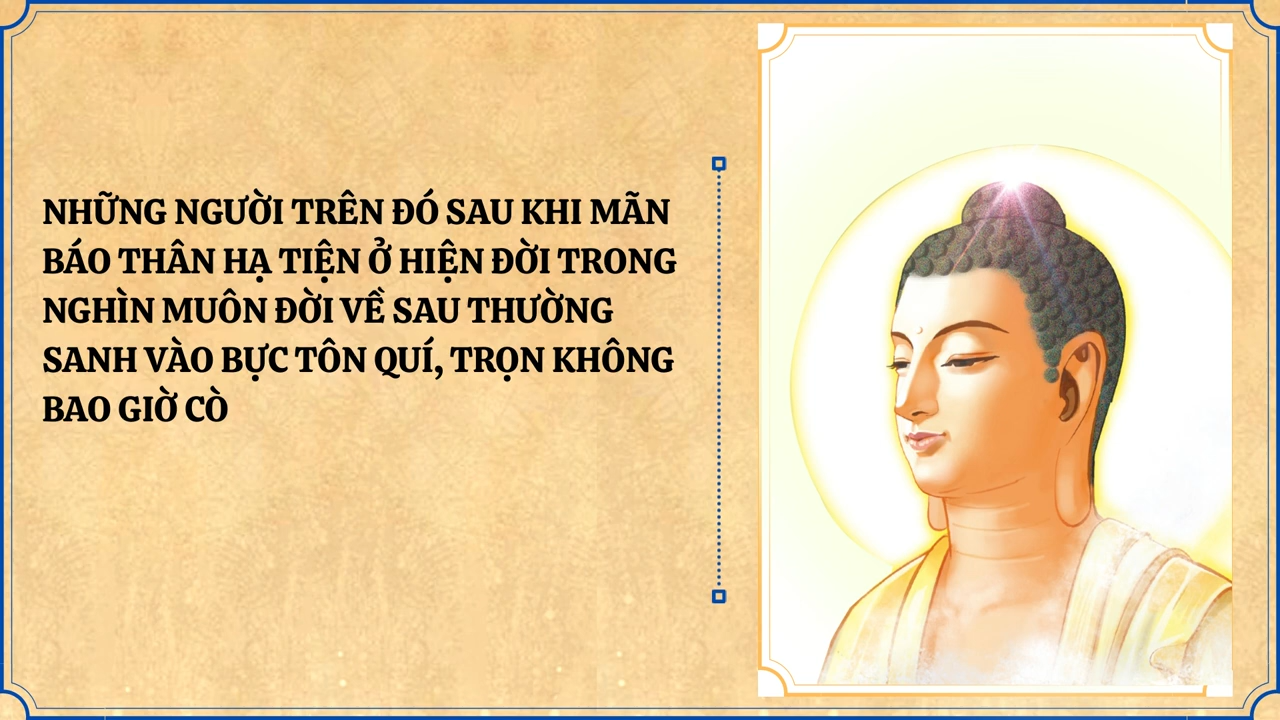 NHỮNG NGƯỜI TRÊN ĐÓ SAU KHI MÃN
BÁO THÂN HẠ TIỆN Ở HIỆN ĐỜI TRONG
NGHÌN MUÔN ĐỜI VỀ SAU THƯỜNG
SANH VÀO BỰC TÔN QUÍ, TRỌN KHÔNG
BAO GIỜ CÒ